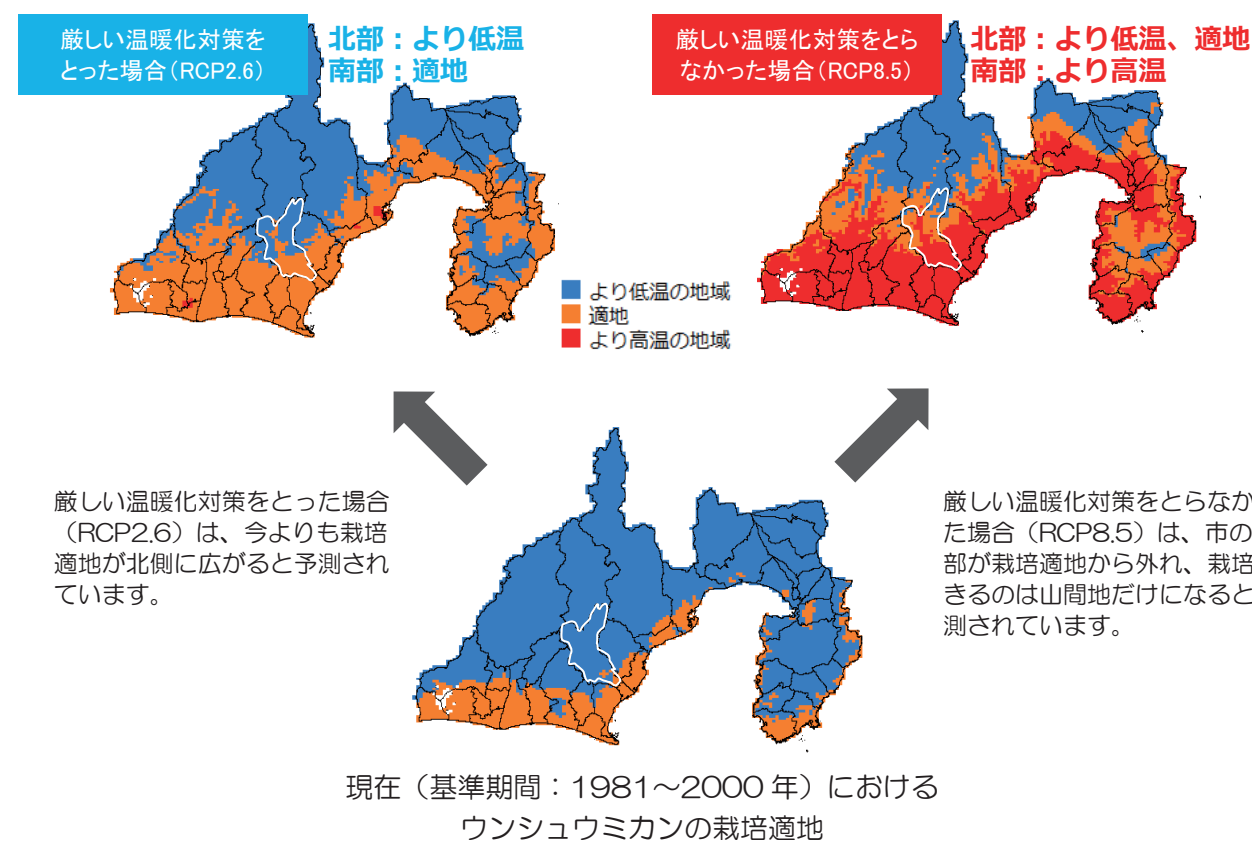 厳しい温暖化対策を
とった場合(RCP2.6)
北部：より低温
南部：適地
厳しい温暖化対策をとら
なかった場合(RCP8.5)
北部：より低温、適地
南部：より高温
より低温の地域
適地
より高温の地域
厳しい温暖化対策をとった場合
（RCP2.6）は、今よりも栽培
適地が北側に広がると予測され
ています。
厳しい温暖化対策をとらなか
た場合（RCP8.5）は、市の
部が栽培適地から外れ、栽培
きるのは山間地だけになると
測されています。
現在（基準期間：1981～2000 年）における
ウンシュウミカンの栽培適地